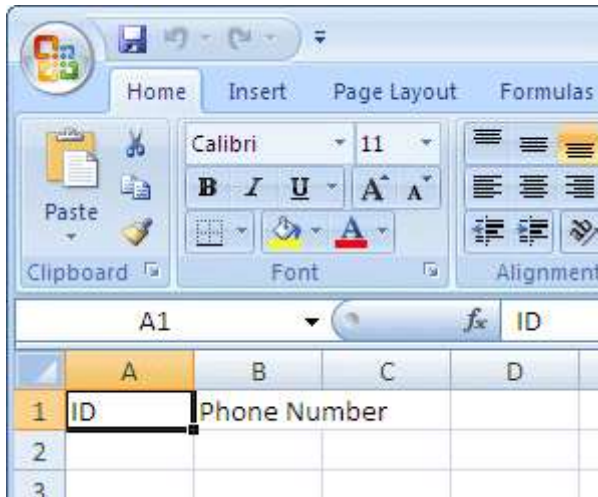 Home Insert Page Layout Formulas
Calibri 11
B I U A A
Paste A
Clipboard Font Alignment
A1 fx ID
A B C D
1 ID Phone Number
2
3